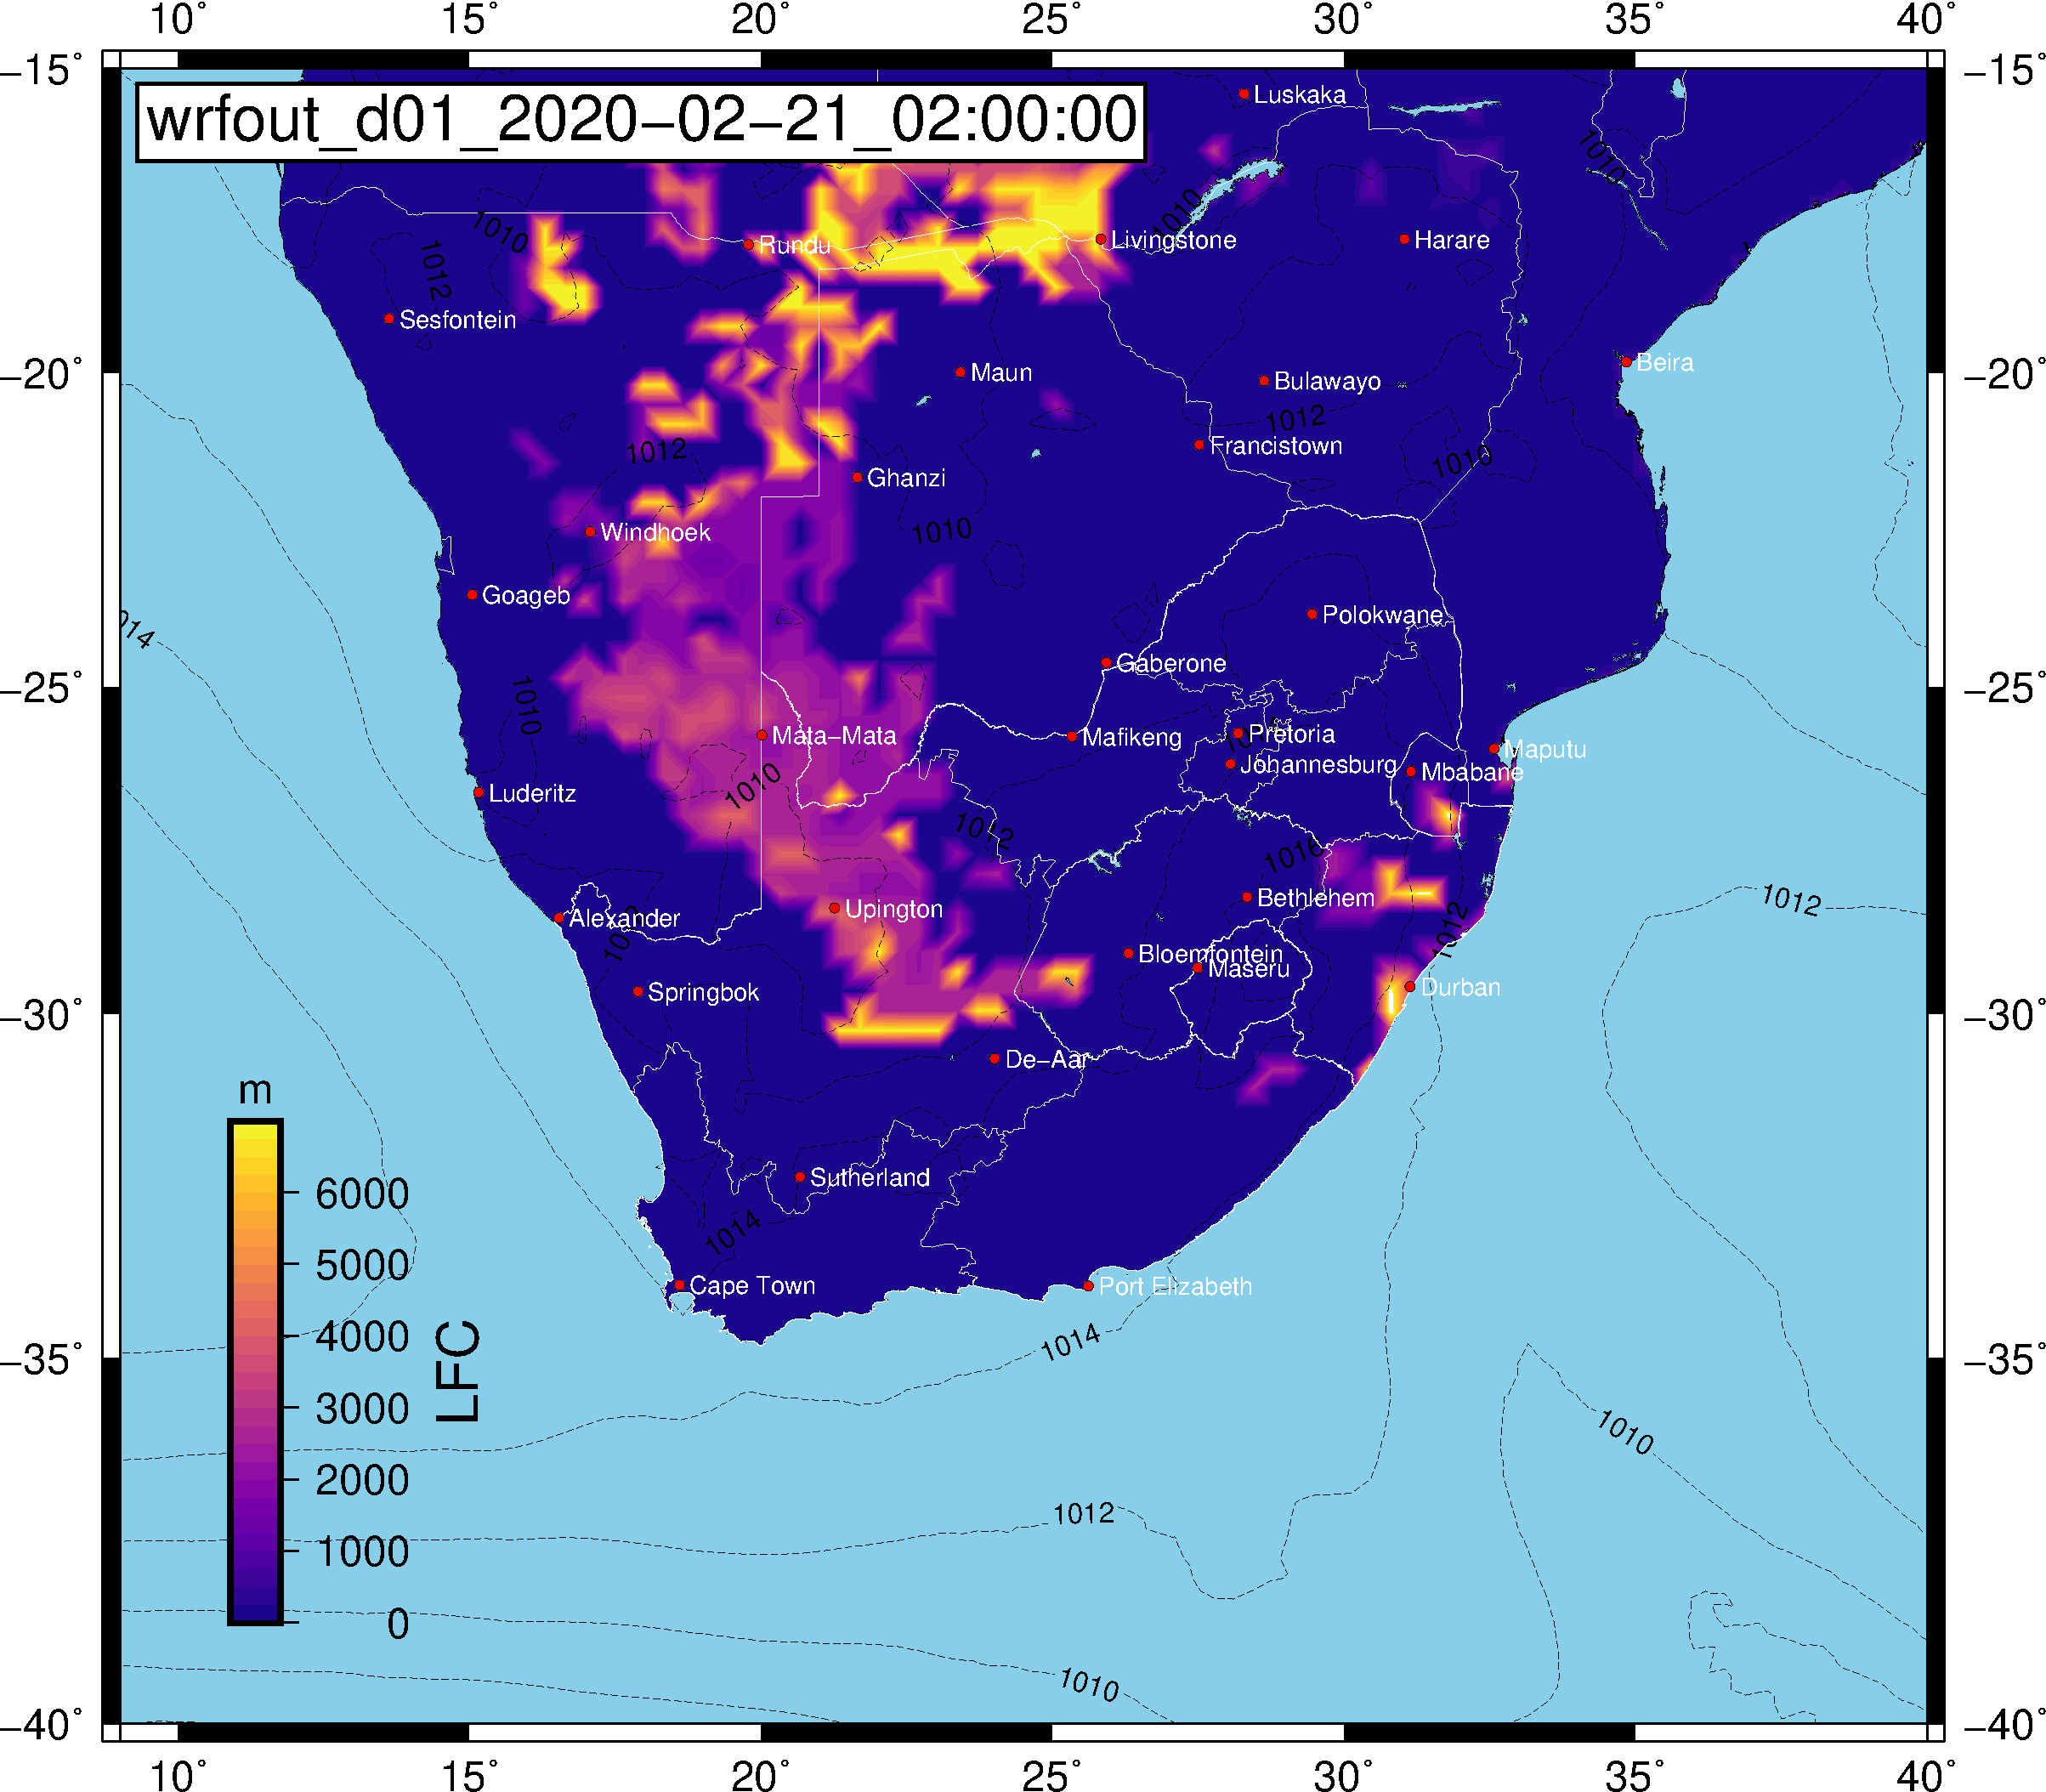 10° 15° 20° 25° 30° 35° 40°
−15° −15°
wrfout_d01_2020−02−21_02:00:00
Luskaka
1010
1010
1010
1010
Rundu
Livingstone
Harare
1012
Sesfontein
Beira
−20° −20°
Maun
Bulawayo
1012
Francistown
1012
1010
Ghanzi
Windhoek
1010
Goageb
Polokwane
1014
Gaberone
−25° −25°
1010
Mata−Mata
Mafikeng
Pretoria
Maputu
Johannesburg
Mbabane
1010
Luderitz
1012
1016
Bethlehem
1012
Upington
Alexander
1012
Bloemfontein
Maseru
Springbok
Durban
−30° −30°
De−Aar
m
Sutherland
6000
1014
5000
Cape Town
Port Elizabeth
4000
1014
LFC
−35° −35°
3000
1010
2000
1012
1000
0
1010
−40° −40°
10° 15° 20° 25° 30° 35° 40°